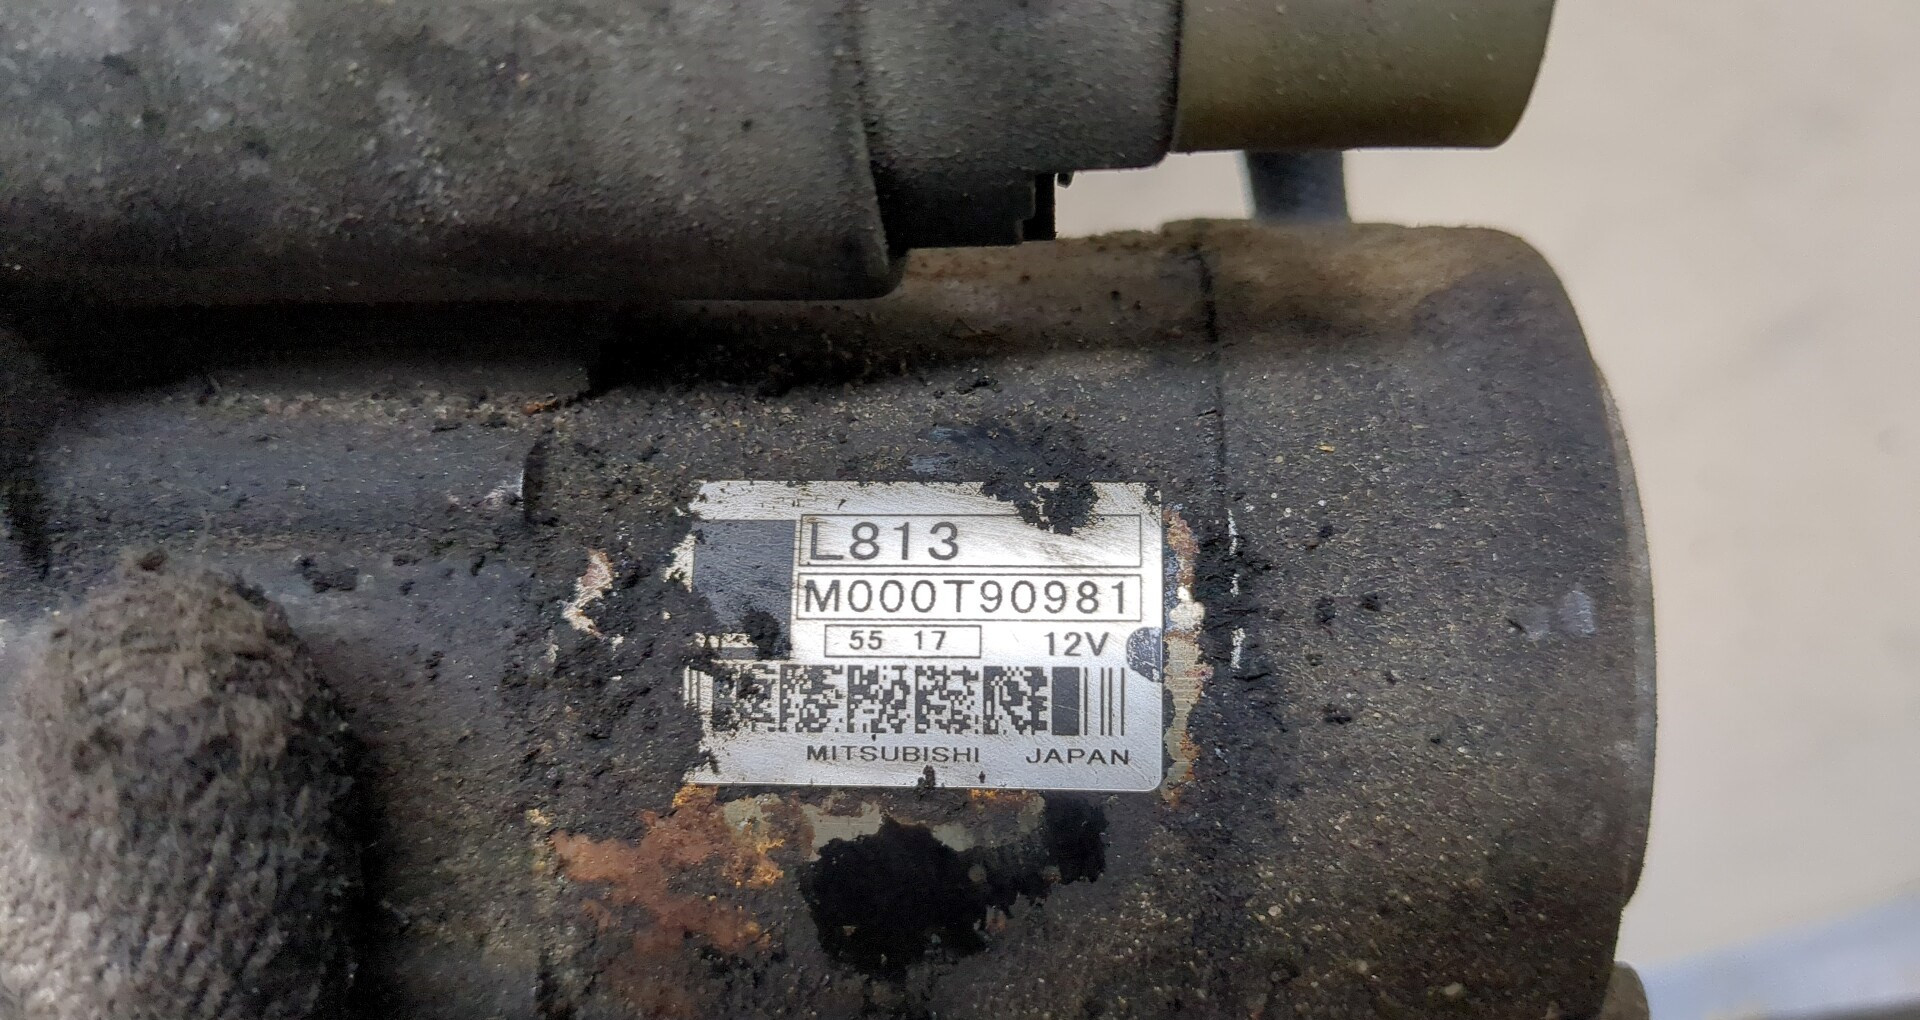 L813
M000T90981
55 17 12V
MITSUBISHI JAPAN